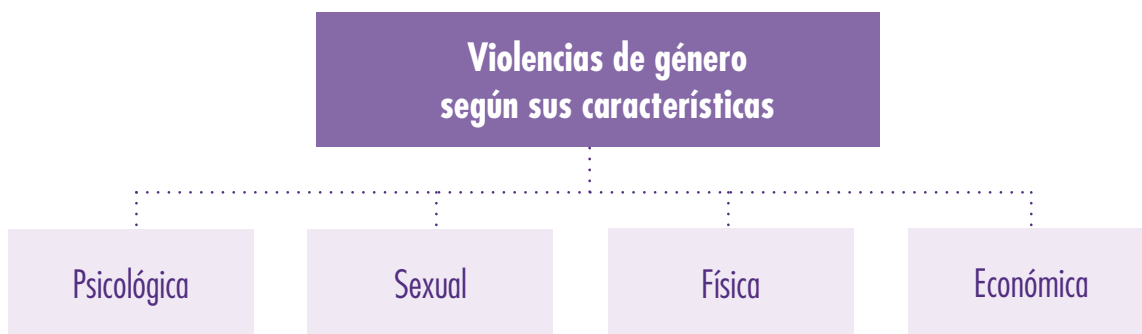 Violencias de género
según sus características
Psicológica
Sexual
Física
Económica